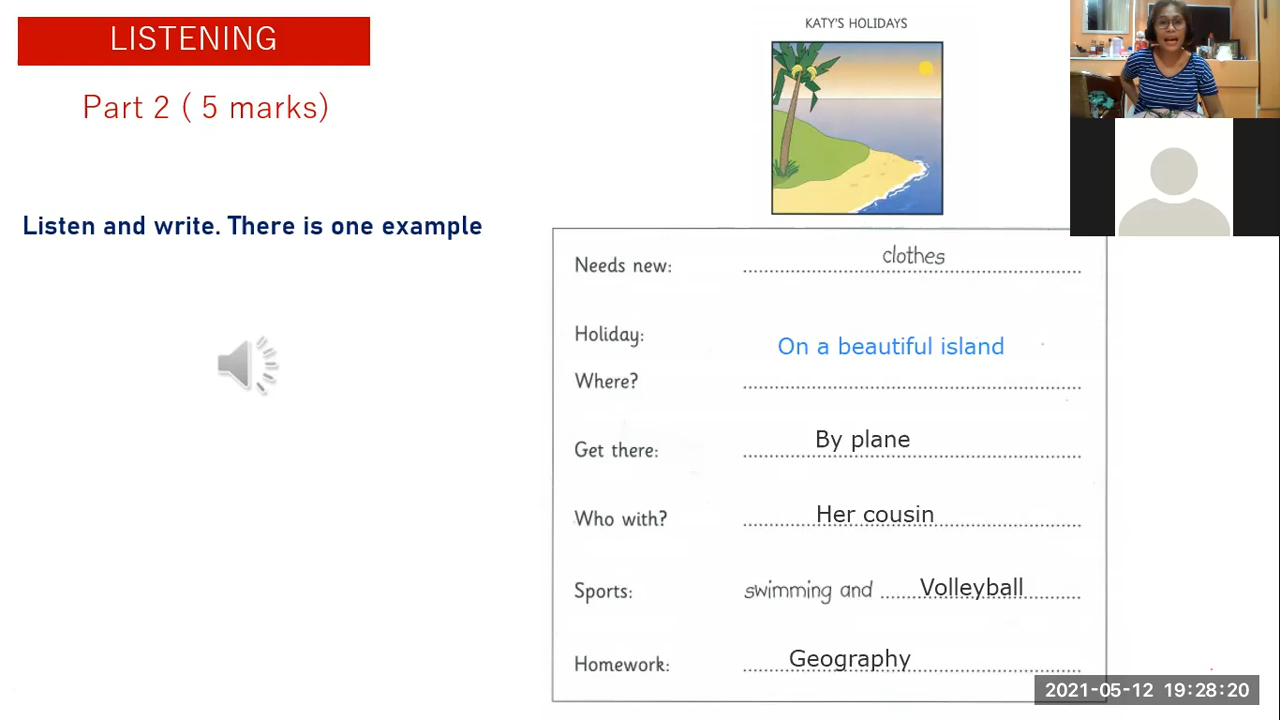 LISTENING
Part 2 ( 5 marks)
Listen and write. There is one example
KATY'S HOLIDAYS
Needs new: clothes
Holiday:
On a beautiful island
Where?
Get there: By plane
Who with? Her cousin
Sports: swimming and Volleyball
Homework: Geography
2021-05-12 19:28:20